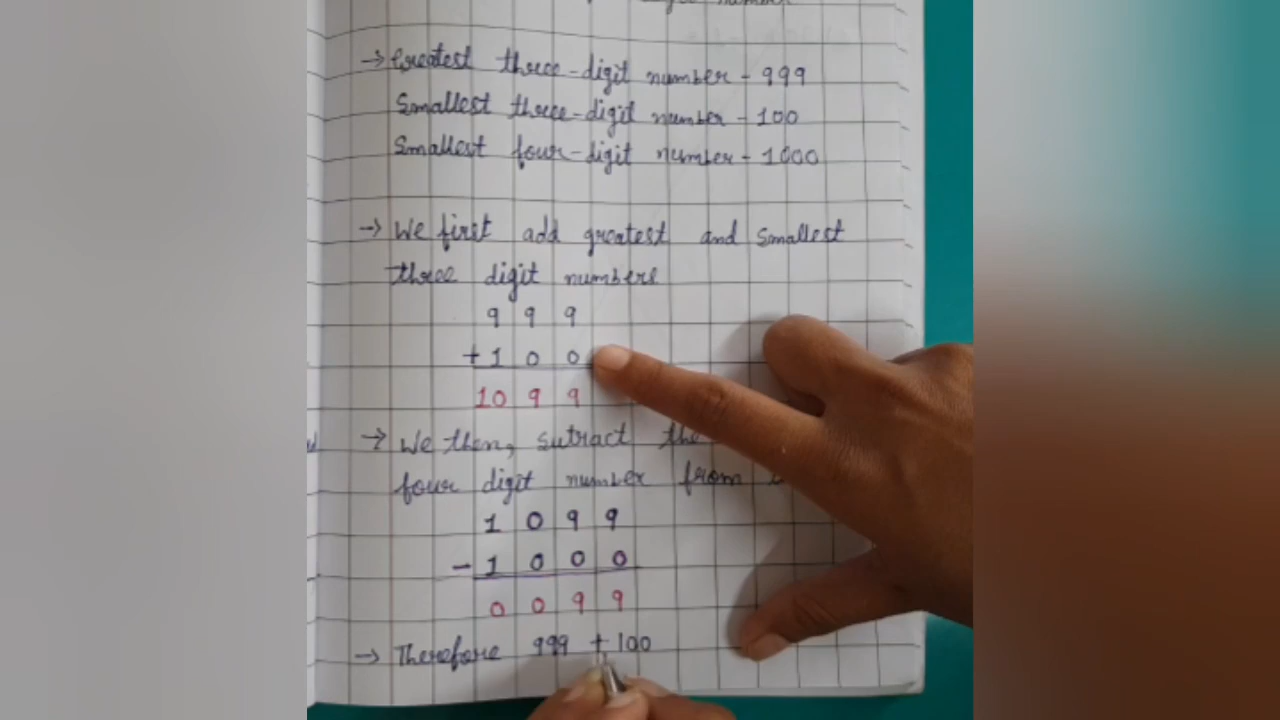 → Greatest three-digit number - 999
Smallest three-digit number - 100
Smallest four-digit number - 1000
→ We first add greatest and smallest
three digit numbers
9 9 9
+ 1 0 0
10 9 9
→ We then, sutract the
four digit number from
1 0 9 9
- 1 0 0 0
0 0 9 9
→ Therefore 999 + 100